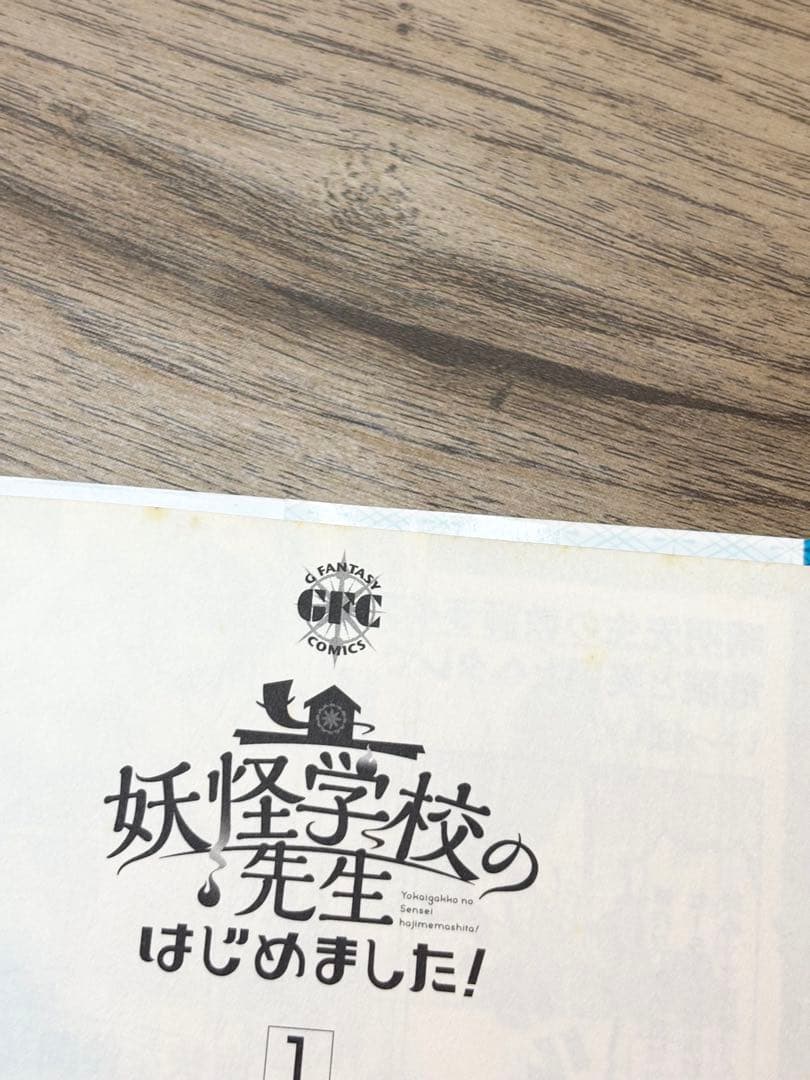 G FANTASY
GFC
COMICS
妖怪学校の
先生
Yokaigakko no
Sensei
hajimemashita!
はじめました!
1